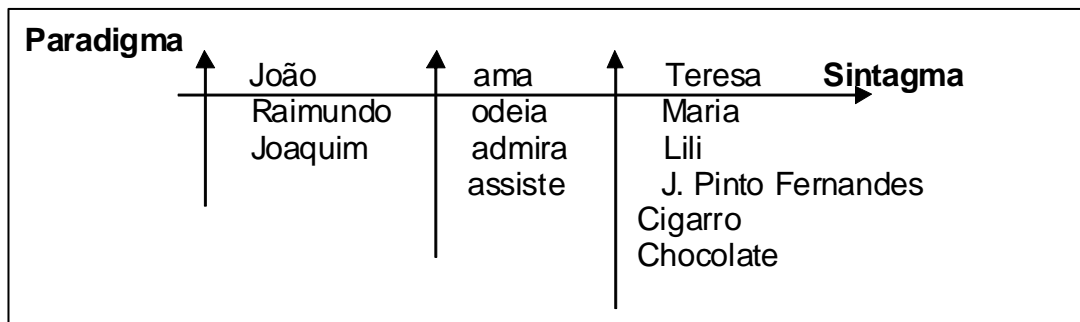 Paradigma
João ama Teresa Sintagma
Raimundo odeia Maria
Joaquim admira Lili
assiste J. Pinto Fernandes
Cigarro
Chocolate